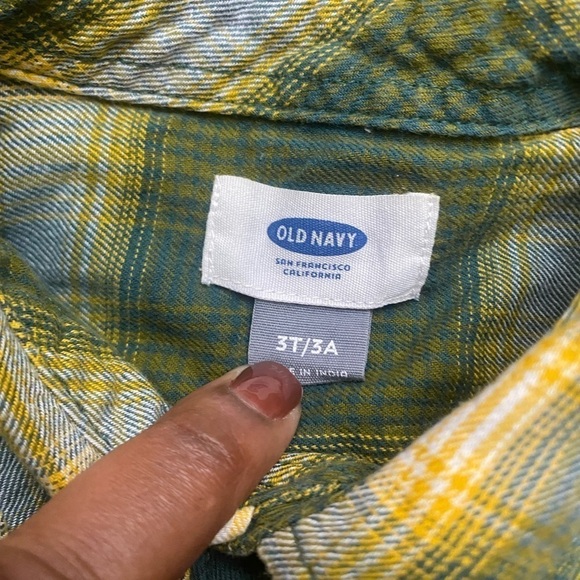 OLD NAVY
SAN FRANCISCO
CALIFORNIA
3T/3A
IN INDIA